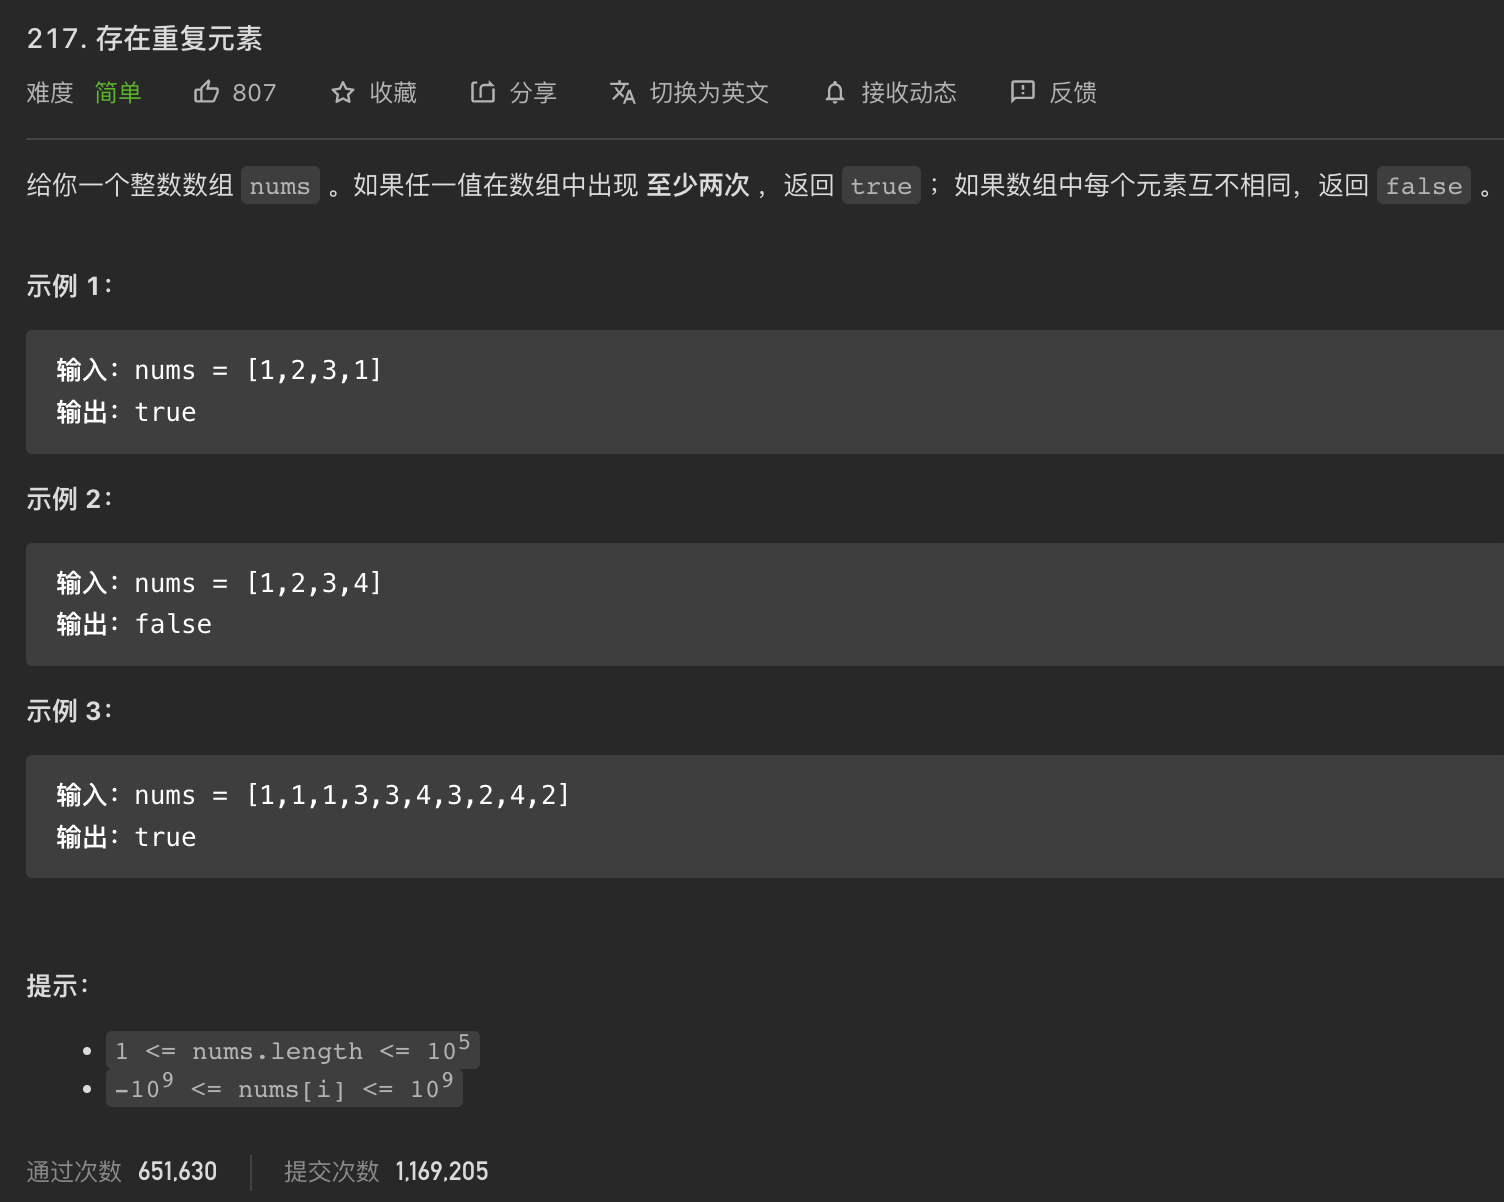 217. 存在重复元素
难度 简单 807 收藏 分享 切换为英文 接收动态 反馈
给你一个整数数组 nums 。如果任一值在数组中出现 至少两次 ，返回 true ；如果数组中每个元素互不相同，返回 false 。
示例 1：
输入：nums = [1,2,3,1]
输出：true
示例 2：
输入：nums = [1,2,3,4]
输出：false
示例 3：
输入：nums = [1,1,1,3,3,4,3,2,4,2]
输出：true
提示：
• 1 <= nums.length <= 10⁵
• -10⁹ <= nums[i] <= 10⁹
通过次数 651,630 提交次数 1,169,205